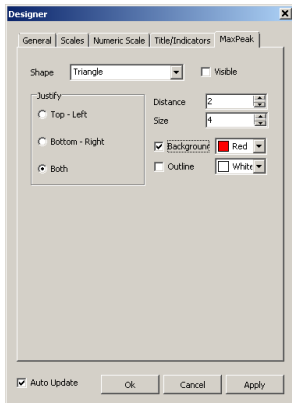 Designer
General Scales Numeric Scale Title/Indicators MaxPeak
Shape Triangle Visible
Justify
Top - Left
Bottom - Right
Both
Distance 2
Size 4
Background Red
Outline White
Auto Update Ok Cancel Apply